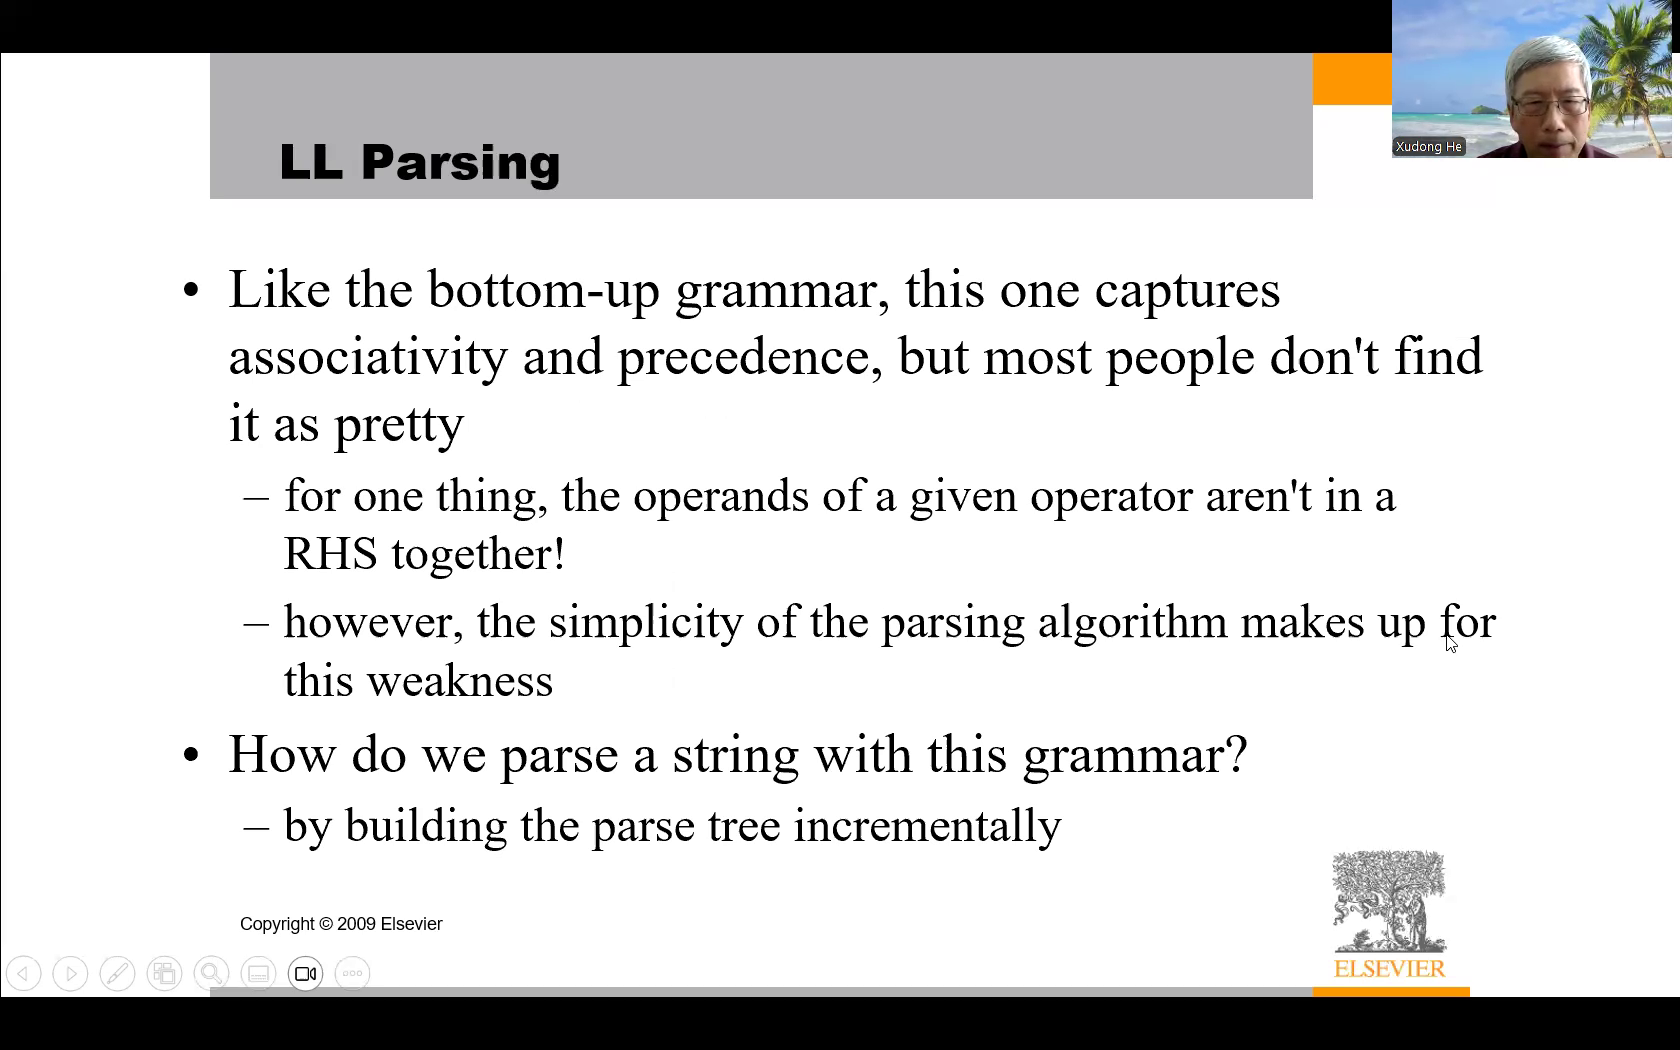 Xudong He
LL Parsing
• Like the bottom-up grammar, this one captures
associativity and precedence, but most people don't find
it as pretty
– for one thing, the operands of a given operator aren't in a
RHS together!
– however, the simplicity of the parsing algorithm makes up for
this weakness
• How do we parse a string with this grammar?
– by building the parse tree incrementally
Copyright © 2009 Elsevier
ELSEVIER